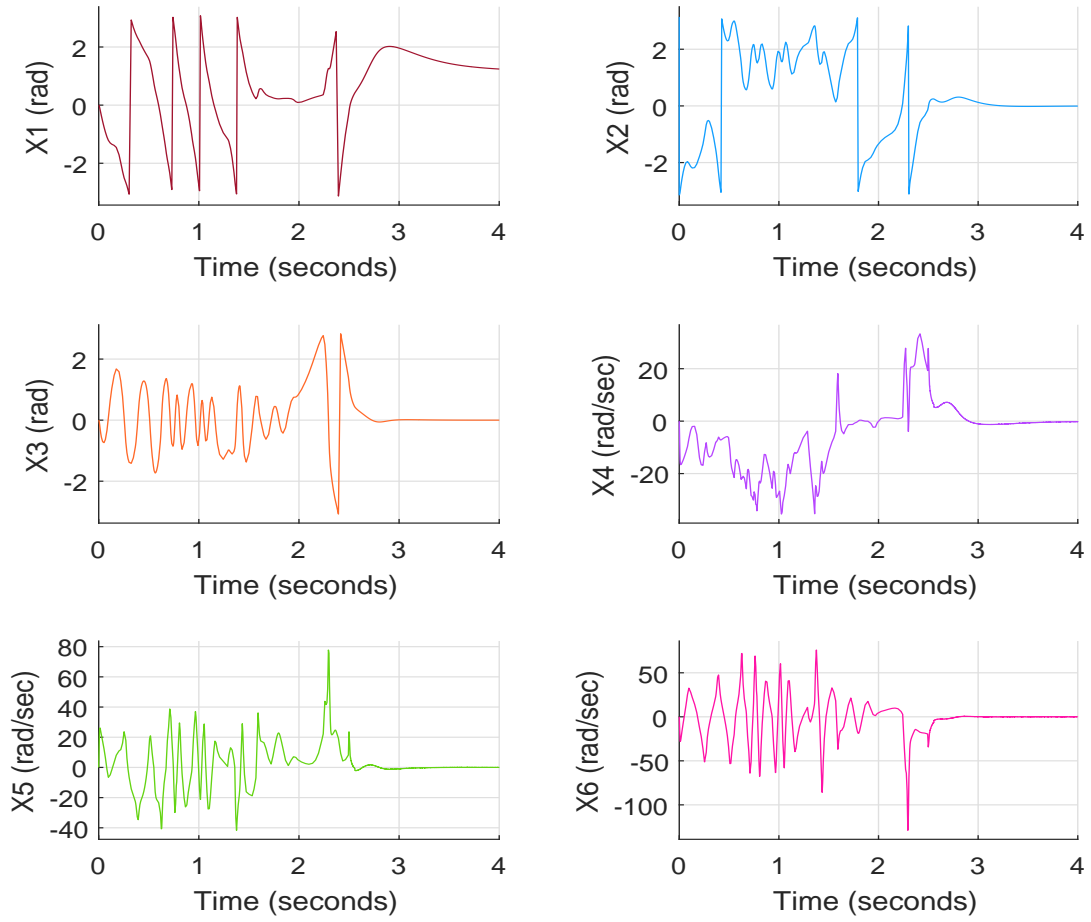 X1 (rad)
2
0
-2
0 1 2 3 4
Time (seconds)
X2 (rad)
2
0
-2
0 1 2 3 4
Time (seconds)
X3 (rad)
2
0
-2
0 1 2 3 4
Time (seconds)
X4 (rad/sec)
20
0
-20
0 1 2 3 4
Time (seconds)
X5 (rad/sec)
80
60
40
20
0
-20
-40
0 1 2 3 4
Time (seconds)
X6 (rad/sec)
50
0
-50
-100
0 1 2 3 4
Time (seconds)